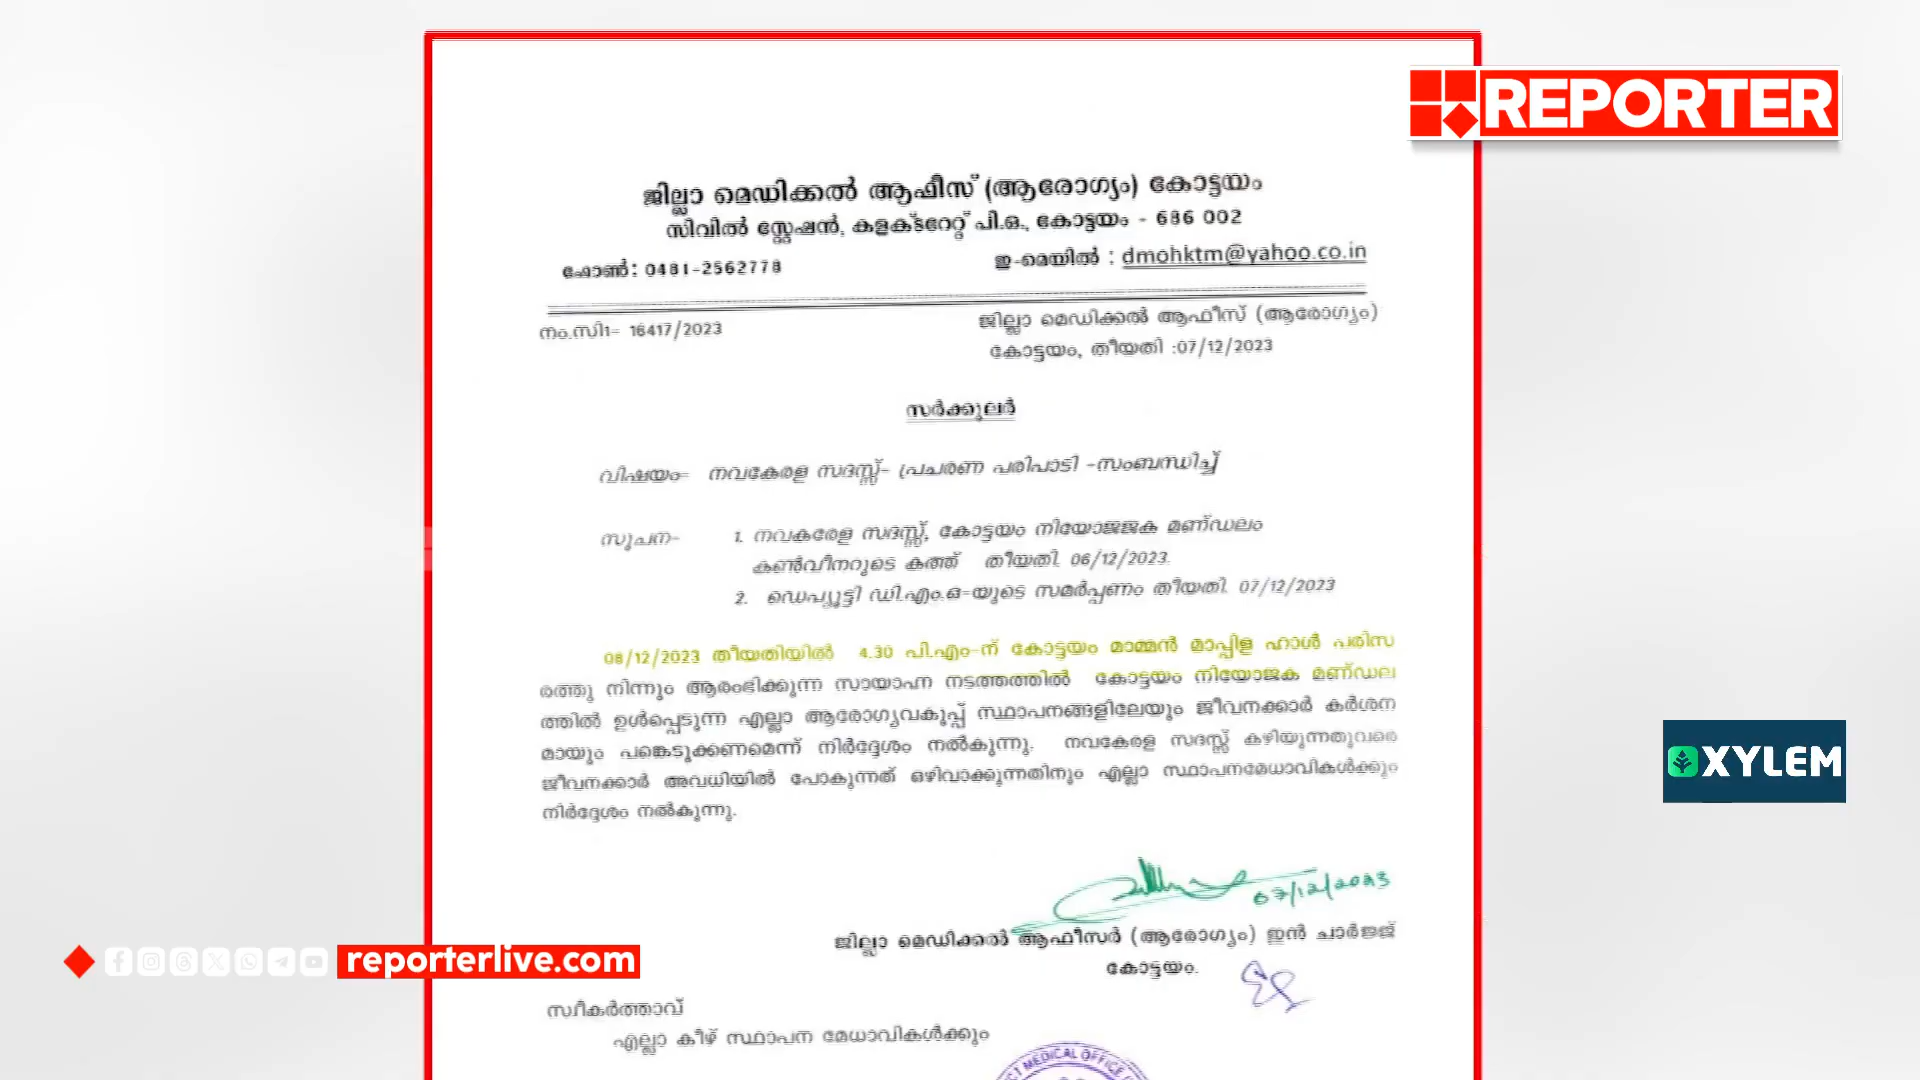 REPORTER
ജില്ലാ മെഡിക്കൽ ആഫീസ് (ആരോഗ്യം) കോട്ടയം
സിവിൽ സ്റ്റേഷൻ, കളക്ടറേറ്റ് പി.ഒ., കോട്ടയം - 686 002
ഫോൺ: 0481-2562778 ഇ-മെയിൽ : dmohktm@yahoo.co.in
നം.സി1- 16417/2023 ജില്ലാ മെഡിക്കൽ ആഫീസ് (ആരോഗ്യം)
കോട്ടയം, തീയതി :07/12/2023
സർക്കുലർ
വിഷയം- നവകേരള സദസ്സ്- പ്രചരണ പരിപാടി -സംബന്ധിച്ച്
സൂചന- 1. നവകരേള സദസ്സ്, കോട്ടയം നിയോജജക മണ്ഡലം
കൺവീനറുടെ കത്ത് തീയതി. 06/12/2023.
2. ഡെപ്യൂട്ടി ഡി.എം.ഒ-യുടെ സമർപ്പണം തീയതി. 07/12/2023
08/12/2023 തീയതിയിൽ 4.30 പി.എം-ന് കോട്ടയം മാമ്മൻ മാപ്പിള ഹാൾ പരിസ
രത്തു നിന്നും ആരംഭിക്കുന്ന സായാഹ്ന നടത്തത്തിൽ കോട്ടയം നിയോജക മണ്ഡല
ത്തിൽ ഉൾപ്പെടുന്ന എല്ലാ ആരോഗ്യവകുപ്പ് സ്ഥാപനങ്ങളിലേയും ജീവനക്കാർ കർശന
മായും പങ്കെടുക്കണമെന്ന് നിർദ്ദേശം നൽകുന്നു. നവകേരള സദസ്സ് കഴിയുന്നതുവരെ
ജീവനക്കാർ അവധിയിൽ പോകുന്നത് ഒഴിവാക്കുന്നതിനും എല്ലാ സ്ഥാപനമേധാവികൾക്കും
നിർദ്ദേശം നൽകുന്നു.
XYLEM
07/12/2023
ജില്ലാ മെഡിക്കൽ ആഫീസർ (ആരോഗ്യം) ഇൻ ചാർജ്ജ്
കോട്ടയം.
reporterlive.com
സ്വീകർത്താവ്
എല്ലാ കീഴ് സ്ഥാപന മേധാവികൾക്കും
MEDICAL OFFICE